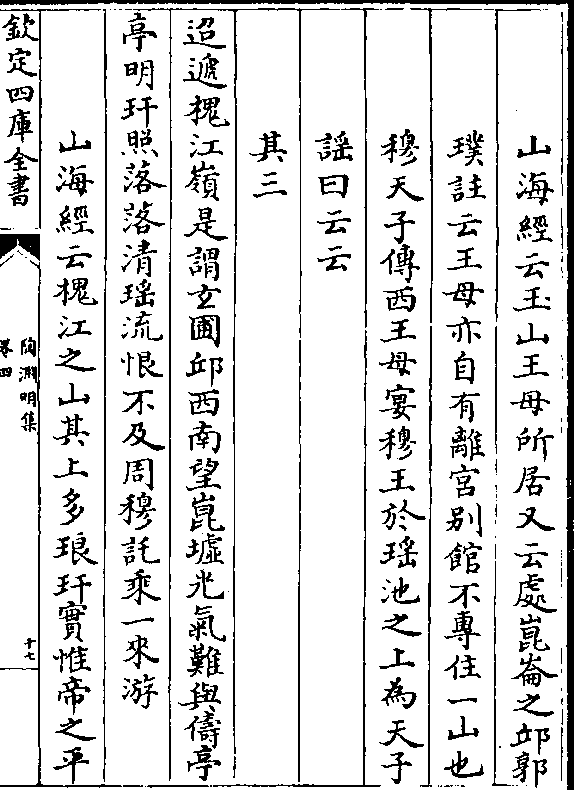 山海經云玉山王母所居又云處崑崙之邱郭
璞註云王母亦自有離宮别館不專住一山也
穆天子傳西王母宴穆王於瑶池之上為天子
謡曰云云
其三
迢遞槐江嶺是謂玄圃邱西南望崑墟光氣難與儔亭
亭明玕照落落清瑶流恨不及周穆託乘一來游
山海經云槐江之山其上多琅玕實惟帝之平
欽定四庫全書
陶淵明集
卷四
十七